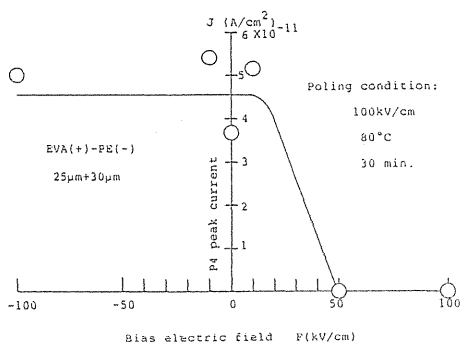 J (A/cm²)
6 X10⁻¹¹
5
4
3
2
1
P4 peak current
Poling condition:
100kV/cm
80°C
30 min.
EVA(+)-PE(-)
25µm+30µm
-100
-50
0
50
100
Bias electric field F(kV/cm)